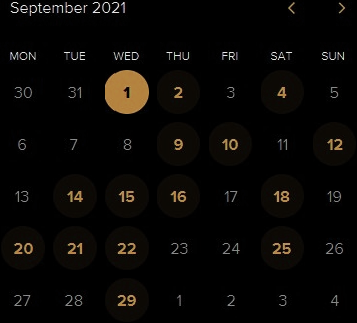 September 2021
MON TUE WED THU FRI SAT SUN
30 31 1 2 3 4 5
6 7 8 9 10 11 12
13 14 15 16 17 18 19
20 21 22 23 24 25 26
27 28 29 1 2 3 4